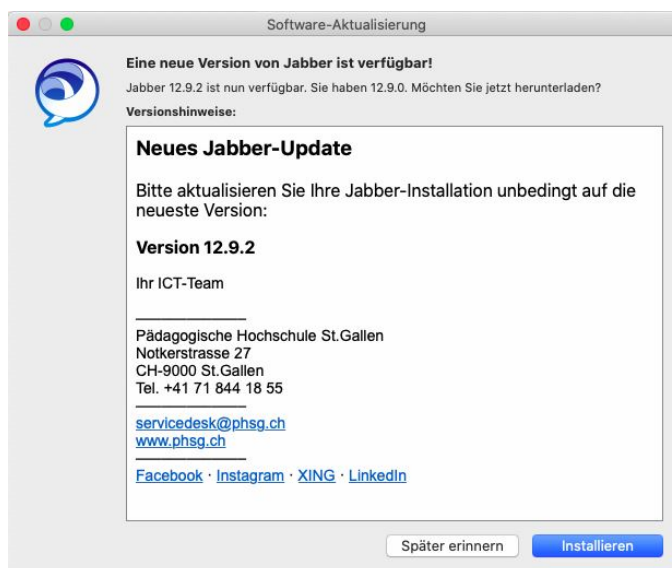 Software-Aktualisierung
Eine neue Version von Jabber ist verfügbar!
Jabber 12.9.2 ist nun verfügbar. Sie haben 12.9.0. Möchten Sie jetzt herunterladen?
Versionshinweise:
Neues Jabber-Update
Bitte aktualisieren Sie Ihre Jabber-Installation unbedingt auf die
neueste Version:
Version 12.9.2
Ihr ICT-Team
Pädagogische Hochschule St.Gallen
Notkerstrasse 27
CH-9000 St.Gallen
Tel. +41 71 844 18 55
servicedesk@phsg.ch
www.phsg.ch
Facebook · Instagram · XING · LinkedIn
Später erinnern Installieren